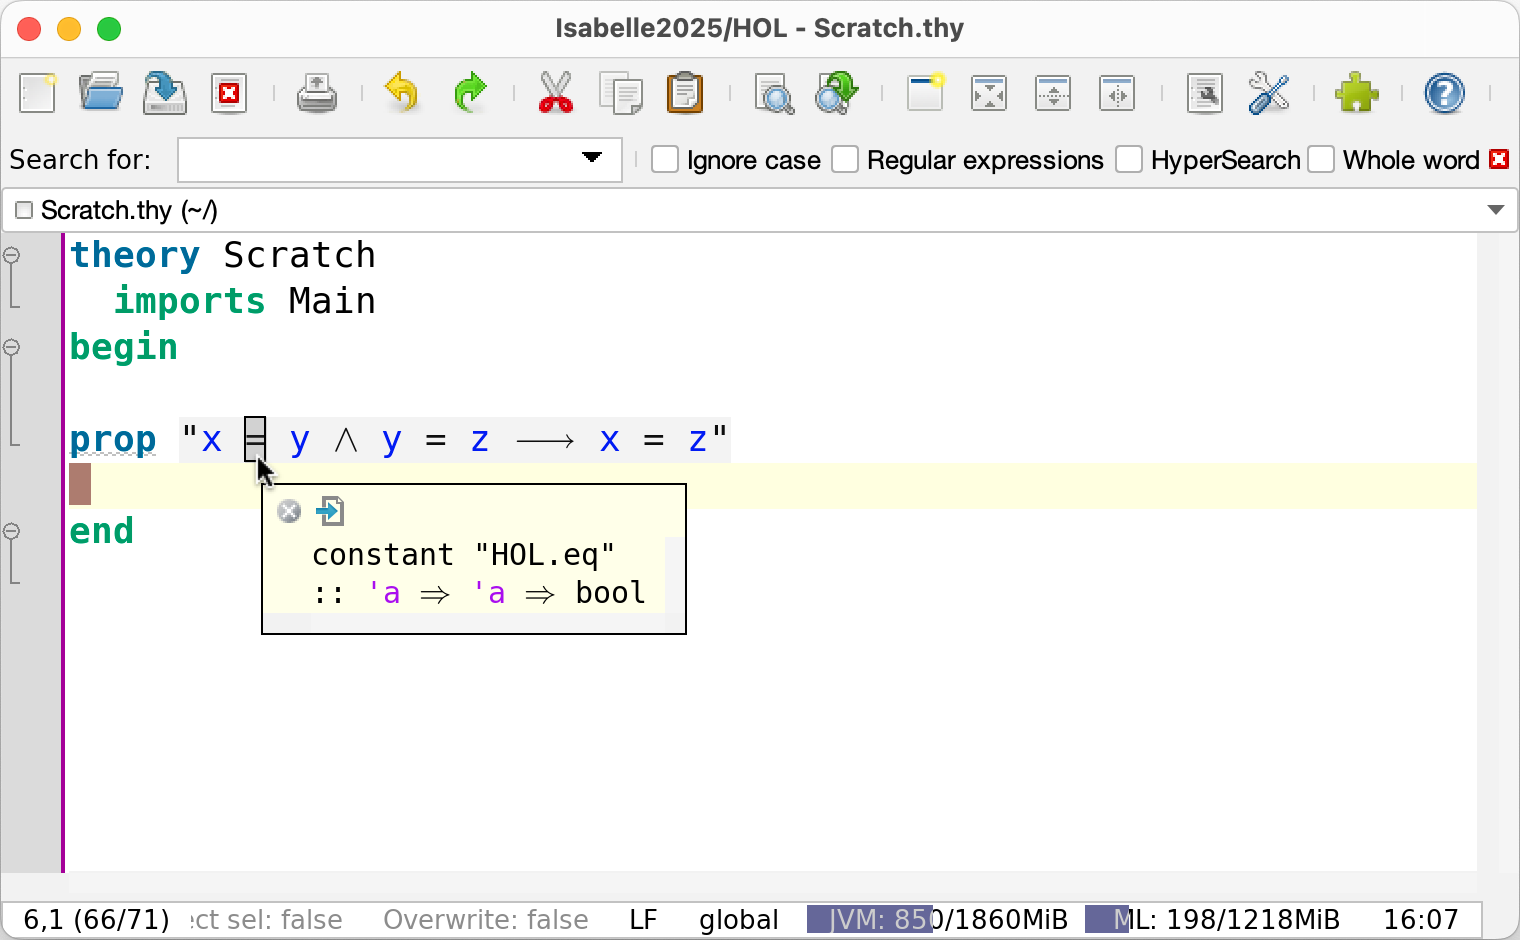 Isabelle2025/HOL - Scratch.thy
Search for: Ignore case Regular expressions HyperSearch Whole word
Scratch.thy (~/)
theory Scratch
imports Main
begin
prop "x = y ∧ y = z ⟶ x = z"
end
constant "HOL.eq"
:: 'a ⇒ 'a ⇒ bool
6,1 (66/71) ect sel: false Overwrite: false LF global JVM: 850/1860MiB ML: 198/1218MiB 16:07